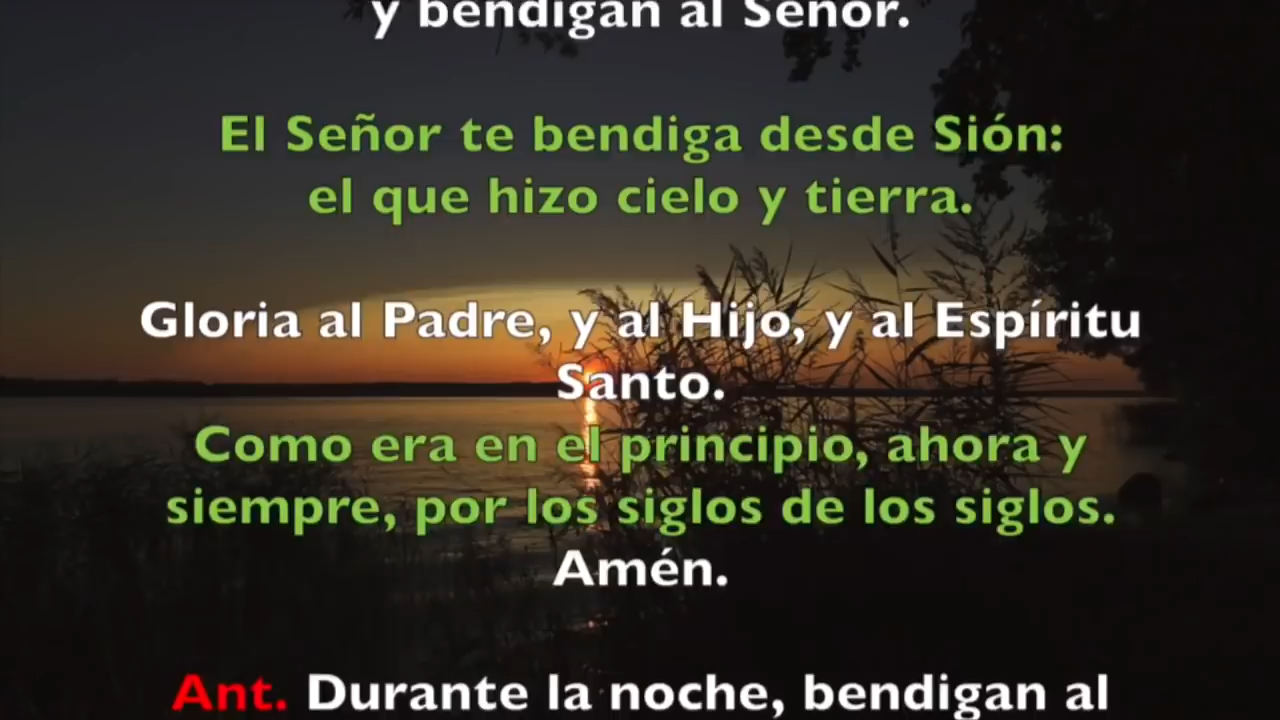 y bendigan al Señor.
El Señor te bendiga desde Sión:
el que hizo cielo y tierra.
Gloria al Padre, y al Hijo, y al Espíritu
Santo.
Como era en el principio, ahora y
siempre, por los siglos de los siglos.
Amén.
Ant. Durante la noche, bendigan al